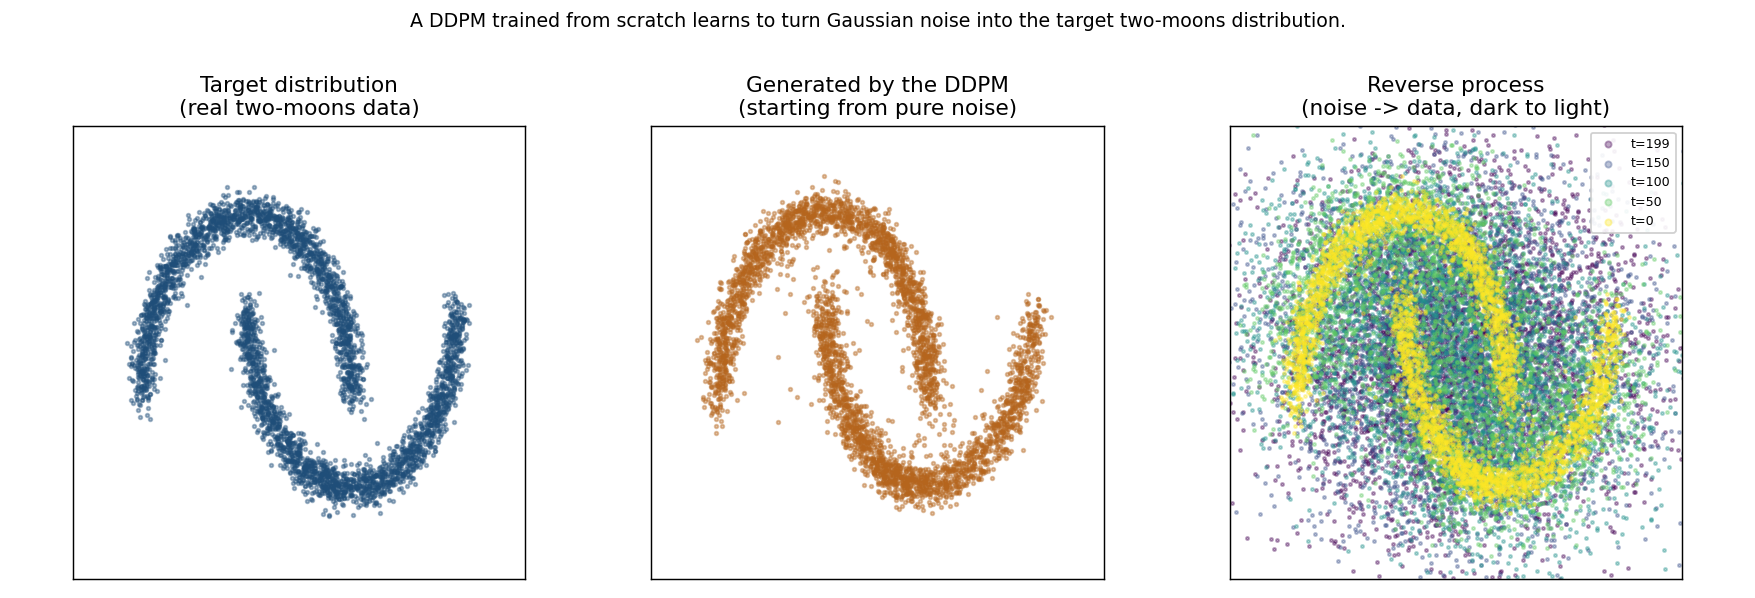 A DDPM trained from scratch learns to turn Gaussian noise into the target two-moons distribution.
Target distribution
(real two-moons data)
Generated by the DDPM
(starting from pure noise)
Reverse process
(noise -> data, dark to light)
t=199
t=150
t=100
t=50
t=0